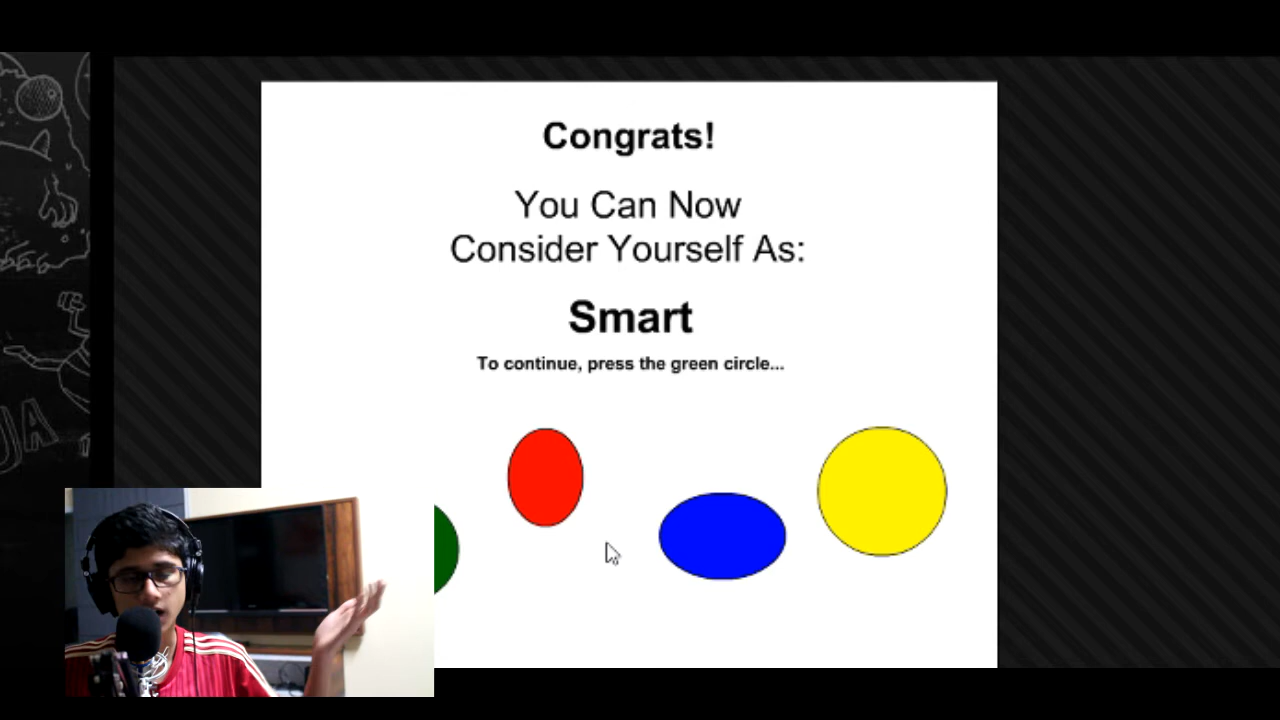 Congrats!
You Can Now
Consider Yourself As:
Smart
To continue, press the green circle...